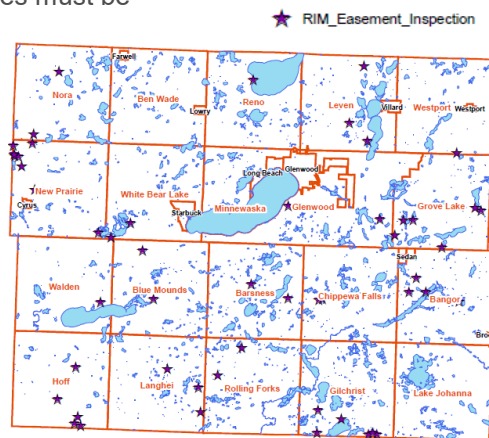 es must be
RIM_Easement_Inspection
Farwell
Nora
Ben Wade
Lowry
Reno
Leven
Villard
Westport
Westport
New Prairie
Cyrus
White Bear Lake
Starbuck
Long Beach
Glenwood
Minnewaska
Glenwood
Grove Lake
Sedan
Walden
Blue Mounds
Barsness
Chippewa Falls
Bangor
Bro
Hoff
Langhei
Rolling Forks
Gilchrist
Lake Johanna